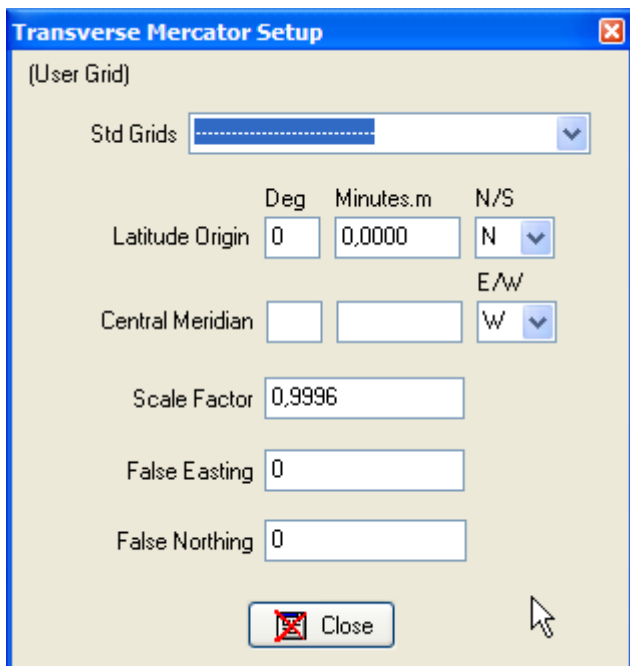 Transverse Mercator Setup
(User Grid)
Std Grids ------------------------------
Deg Minutes.m N/S
Latitude Origin 0 0,0000 N
E/W
Central Meridian W
Scale Factor 0,9996
False Easting 0
False Northing 0
Close